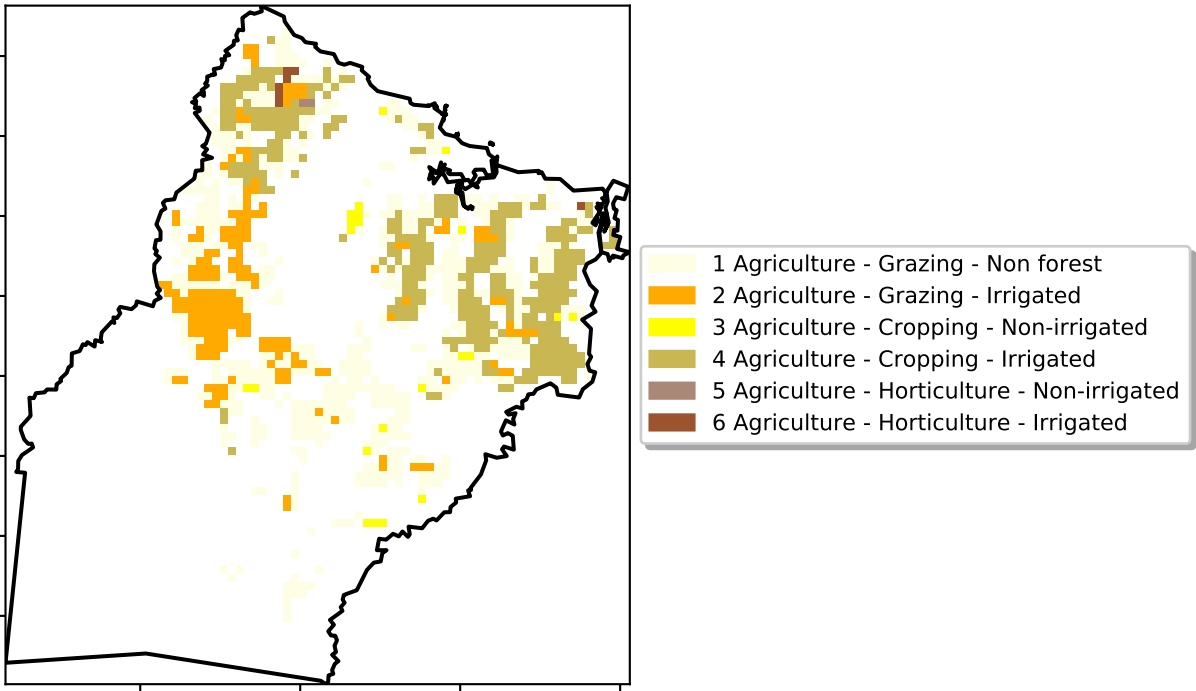 1 Agriculture - Grazing - Non forest
2 Agriculture - Grazing - Irrigated
3 Agriculture - Cropping - Non-irrigated
4 Agriculture - Cropping - Irrigated
5 Agriculture - Horticulture - Non-irrigated
6 Agriculture - Horticulture - Irrigated